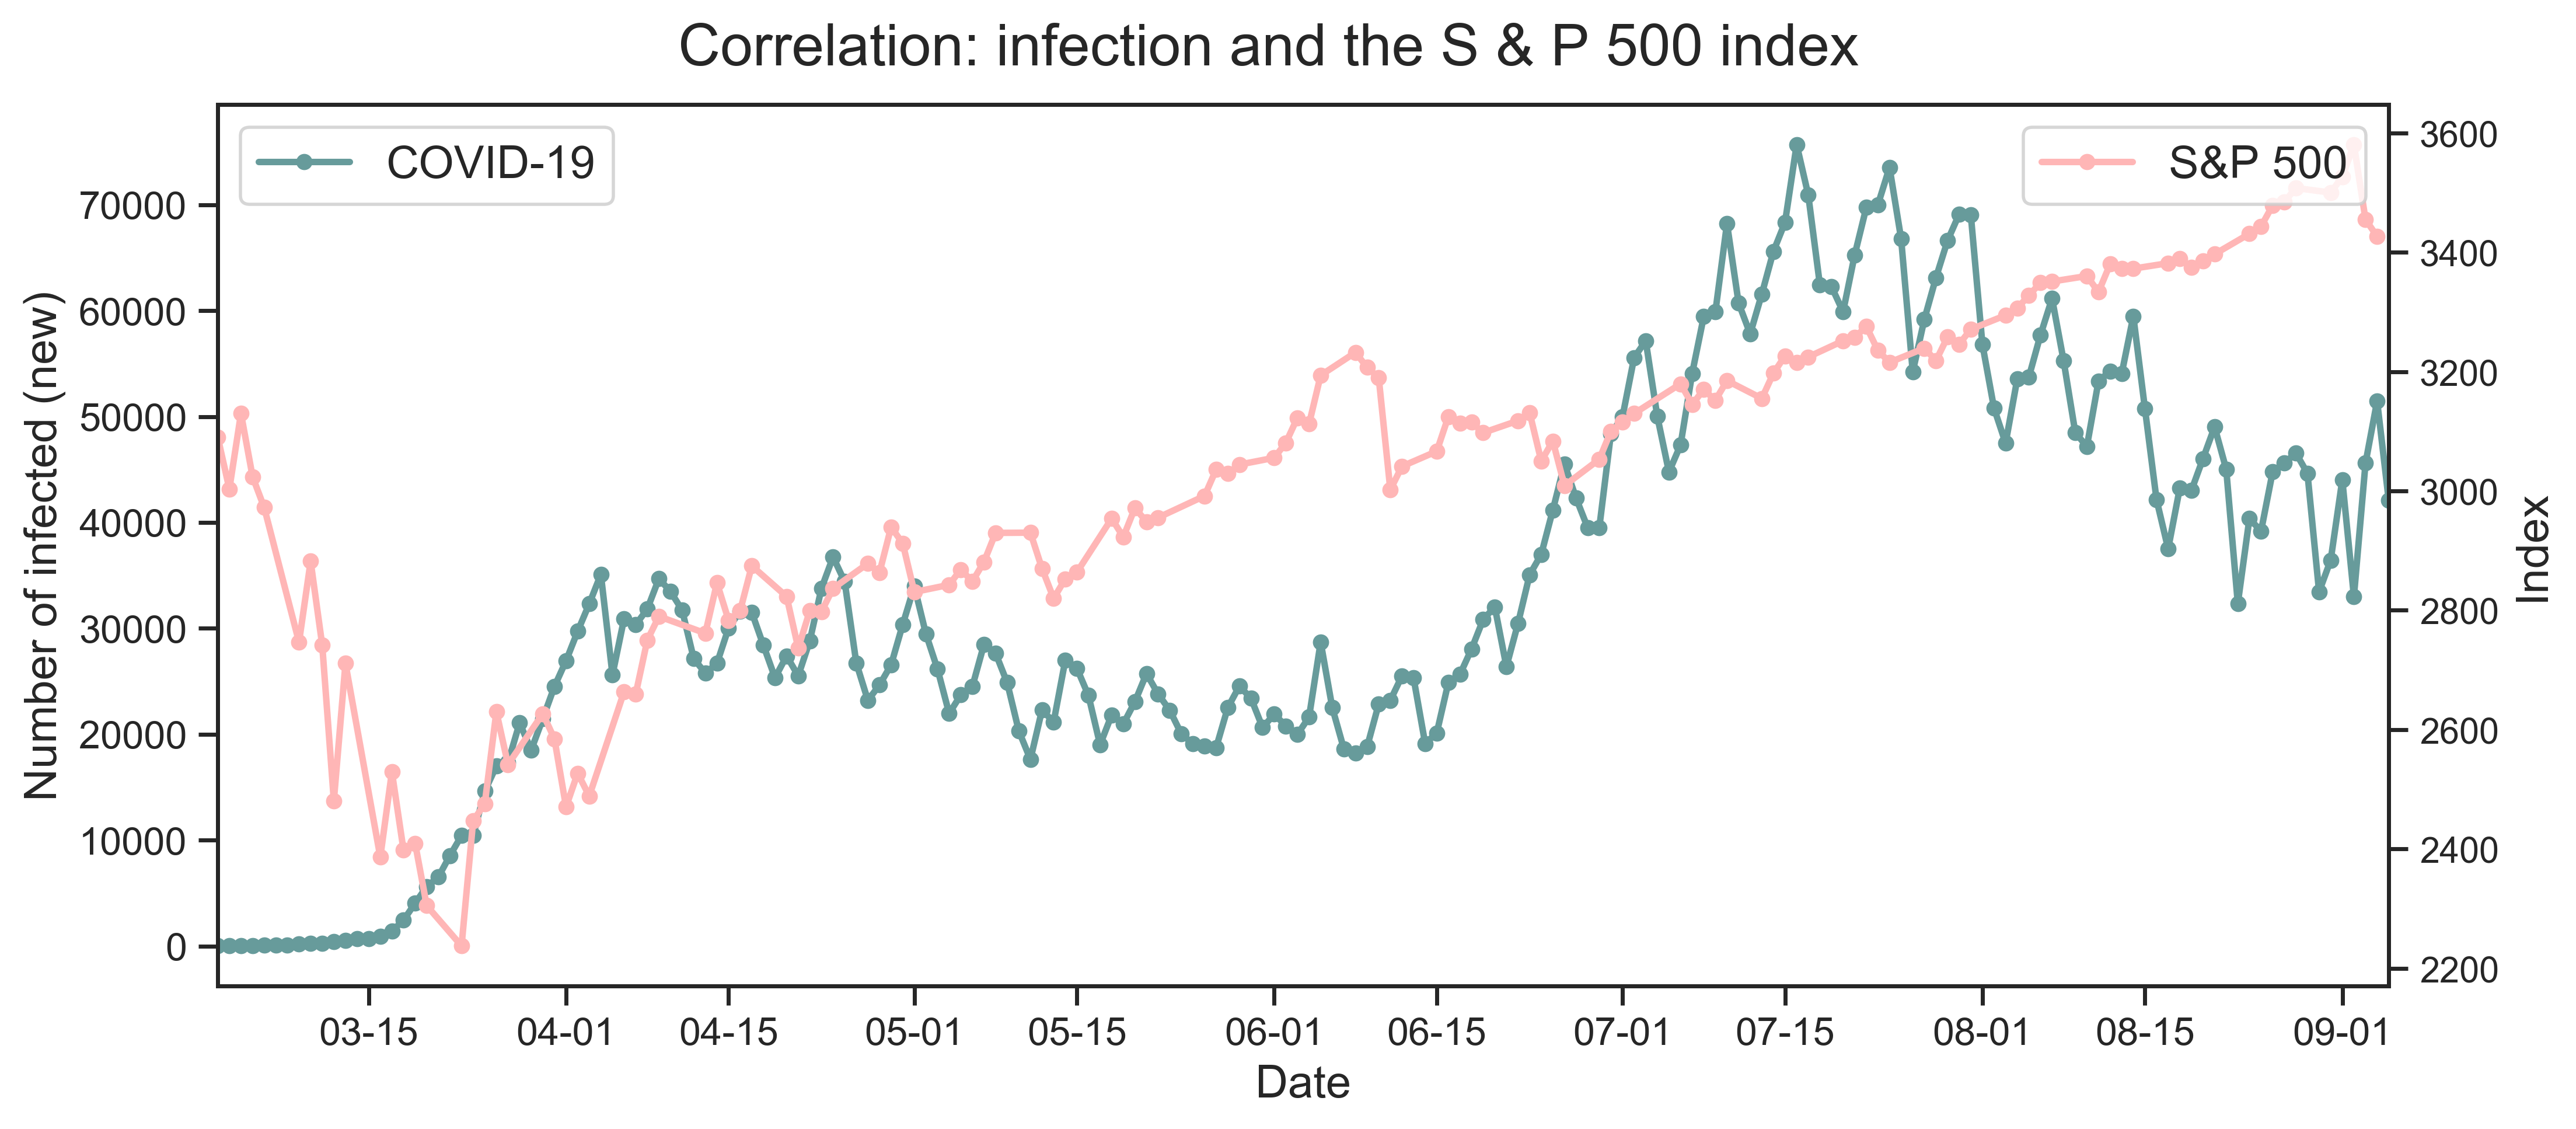 Correlation: infection and the S & P 500 index
COVID-19
S&P 500
Number of infected (new)
70000
60000
50000
40000
30000
20000
10000
0
3600
3400
3200
3000
2800
2600
2400
2200
Index
03-15 04-01 04-15 05-01 05-15 06-01 06-15 07-01 07-15 08-01 08-15 09-01
Date